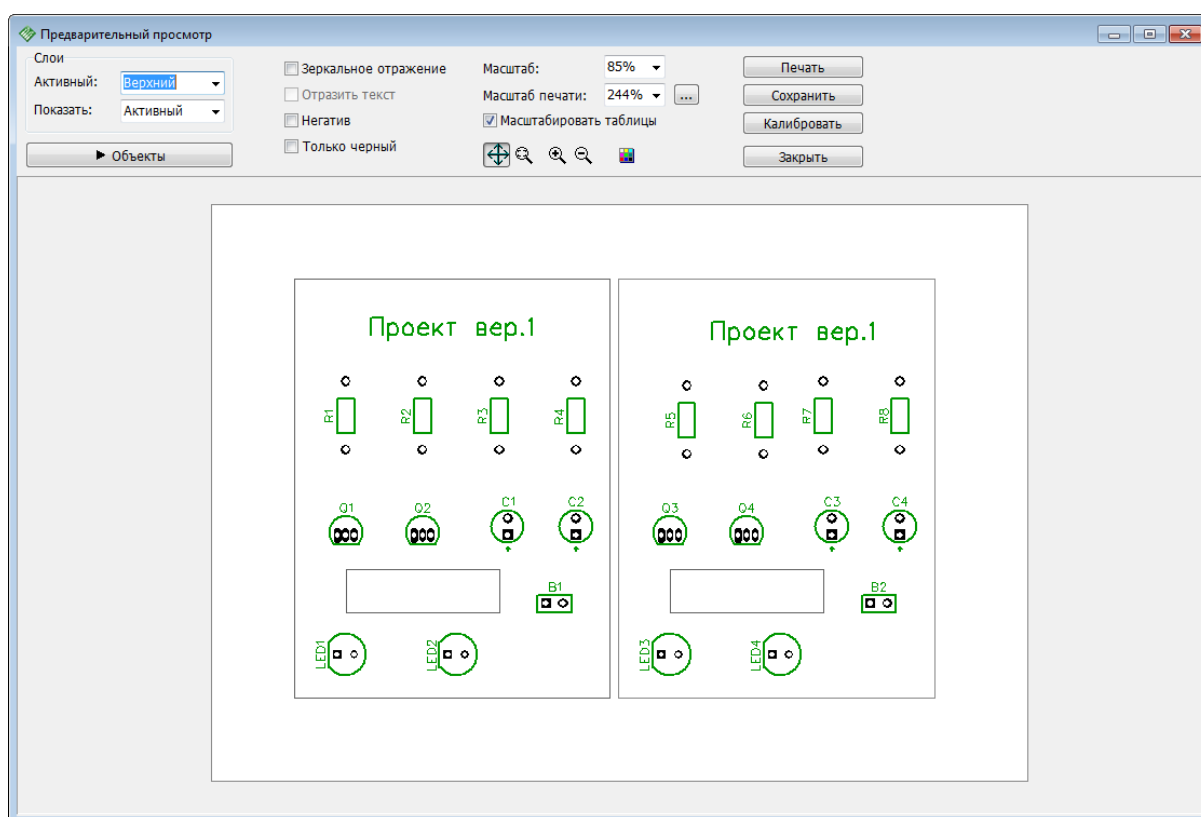 Предварительный просмотр
Слои
Активный: Верхний
Показать: Активный
Объекты
Зеркальное отражение
Отразить текст
Негатив
Только черный
Масштаб: 85%
Масштаб печати: 244% ...
Масштабировать таблицы
Печать
Сохранить
Калибровать
Закрыть
Проект вер.1
R1 R2 R3 R4
Q1 Q2 C1 C2
+ +
B1
LED1 LED2
Проект вер.1
R5 R6 R7 R8
Q3 Q4 C3 C4
+ +
B2
LED3 LED4